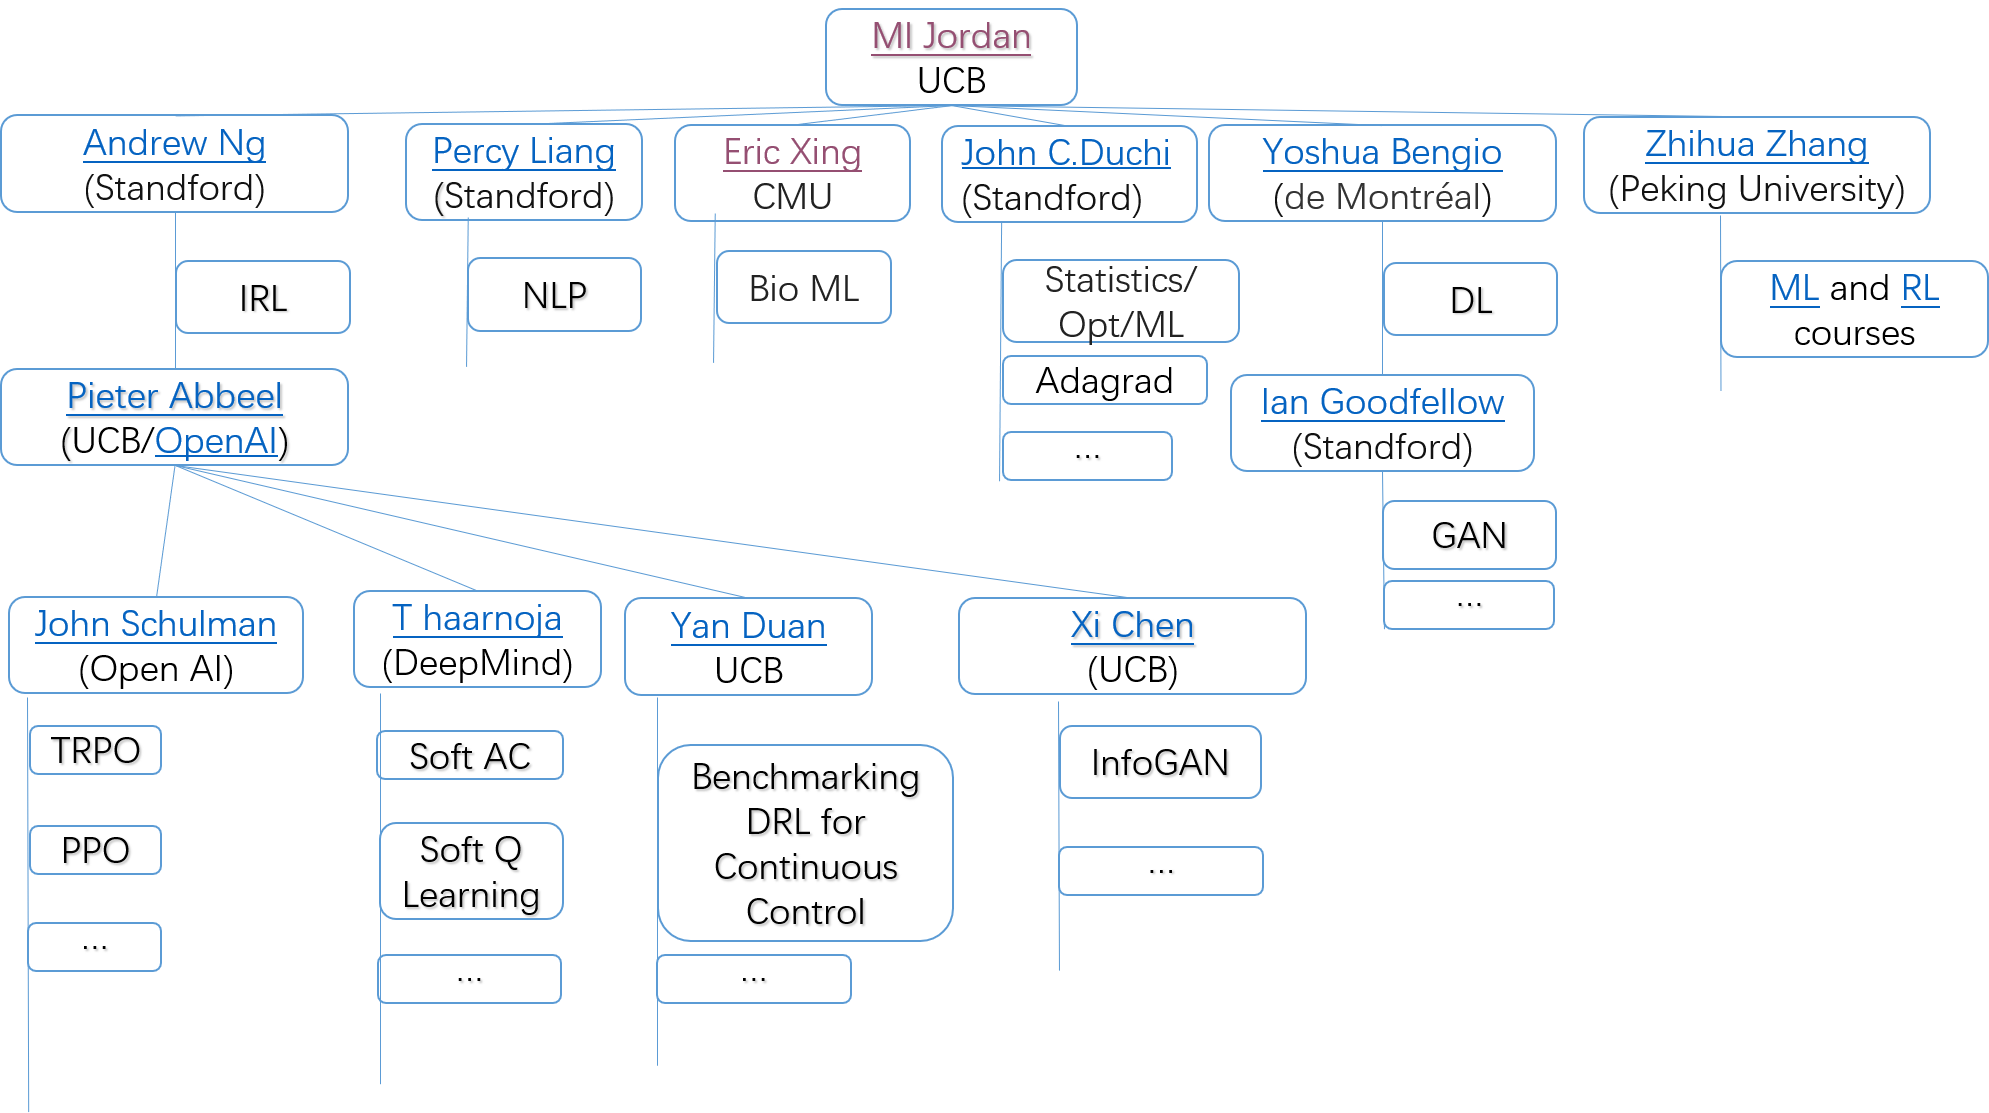 MI Jordan
UCB
Andrew Ng
(Standford)
Percy Liang
(Standford)
Eric Xing
CMU
John C.Duchi
(Standford)
Yoshua Bengio
(de Montréal)
Zhihua Zhang
(Peking University)
IRL
NLP
Bio ML
Statistics/
Opt/ML
DL
ML and RL
courses
Adagrad
...
Pieter Abbeel
(UCB/OpenAI)
Ian Goodfellow
(Standford)
GAN
...
John Schulman
(Open AI)
T haarnoja
(DeepMind)
Yan Duan
UCB
Xi Chen
(UCB)
TRPO
PPO
...
Soft AC
Soft Q
Learning
...
Benchmarking
DRL for
Continuous
Control
...
InfoGAN
...